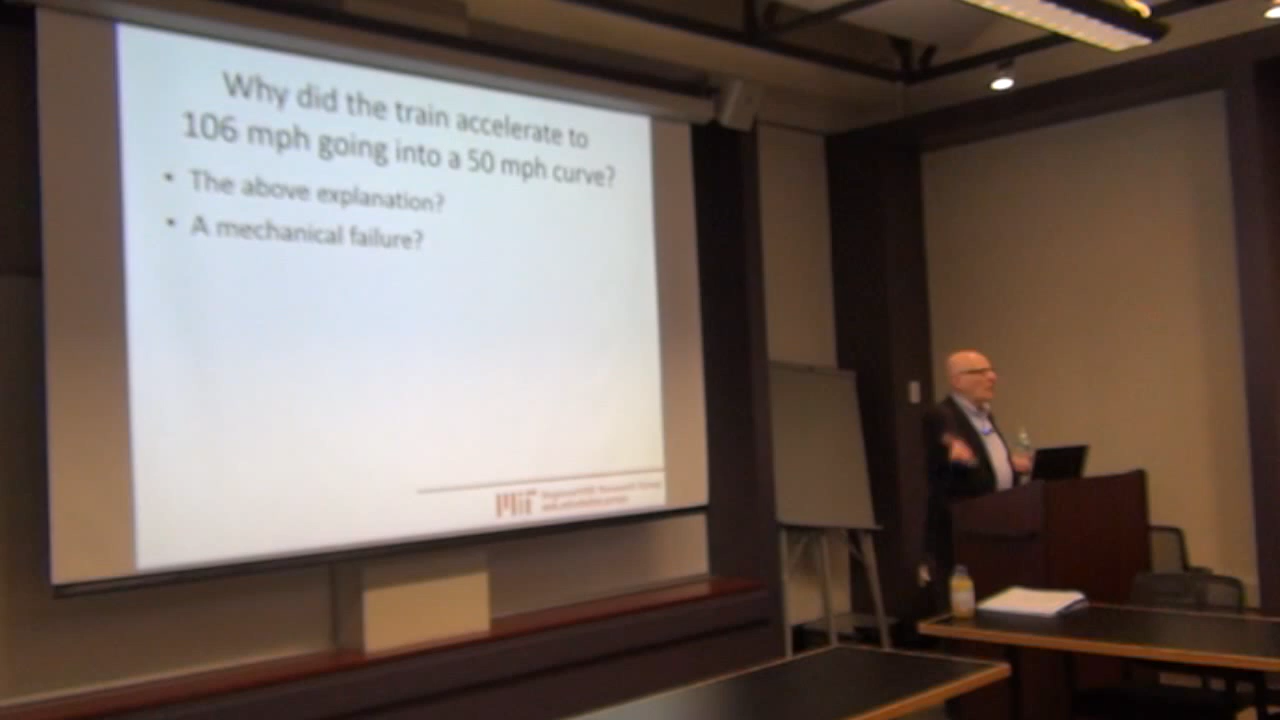 Why did the train accelerate to
106 mph going into a 50 mph curve?
• The above explanation?
• A mechanical failure?
MIT